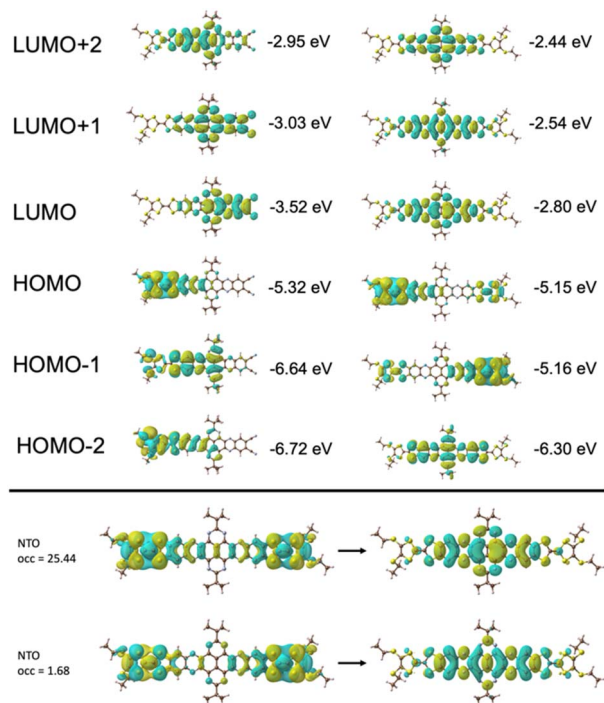 LUMO+2 -2.95 eV -2.44 eV
LUMO+1 -3.03 eV -2.54 eV
LUMO -3.52 eV -2.80 eV
HOMO -5.32 eV -5.15 eV
HOMO-1 -6.64 eV -5.16 eV
HOMO-2 -6.72 eV -6.30 eV
NTO
occ = 25.44
NTO
occ = 1.68